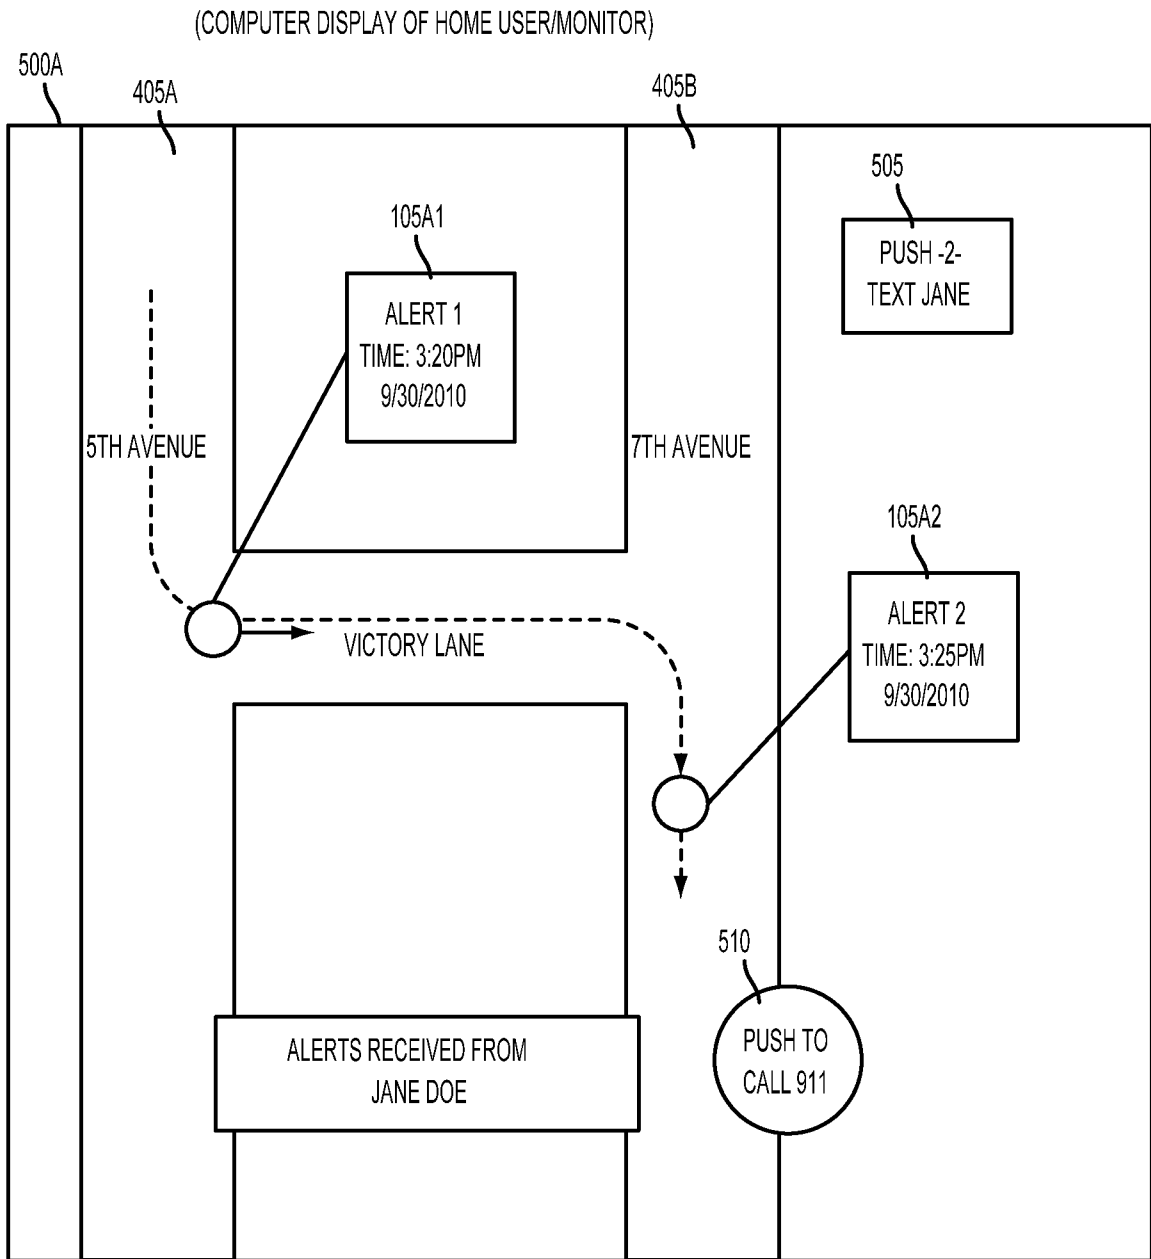 (COMPUTER DISPLAY OF HOME USER/MONITOR)
500A
405A
405B
505
PUSH -2-
TEXT JANE
105A1
ALERT 1
TIME: 3:20PM
9/30/2010
5TH AVENUE
7TH AVENUE
105A2
ALERT 2
TIME: 3:25PM
9/30/2010
VICTORY LANE
510
PUSH TO
CALL 911
ALERTS RECEIVED FROM
JANE DOE